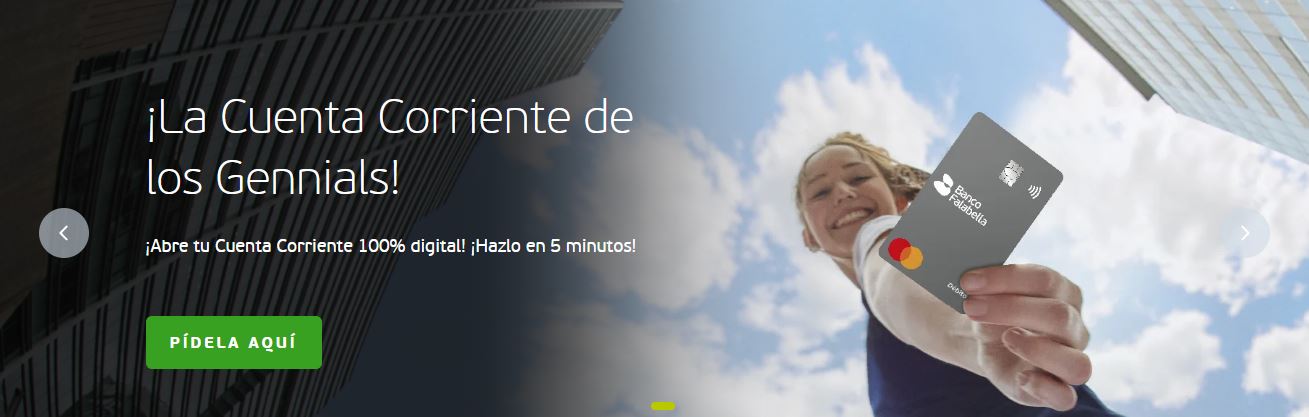 ¡La Cuenta Corriente de
los Gennials!
¡Abre tu Cuenta Corriente 100% digital! ¡Hazlo en 5 minutos!
PÍDELA AQUÍ
Banco
Falabella
Débito